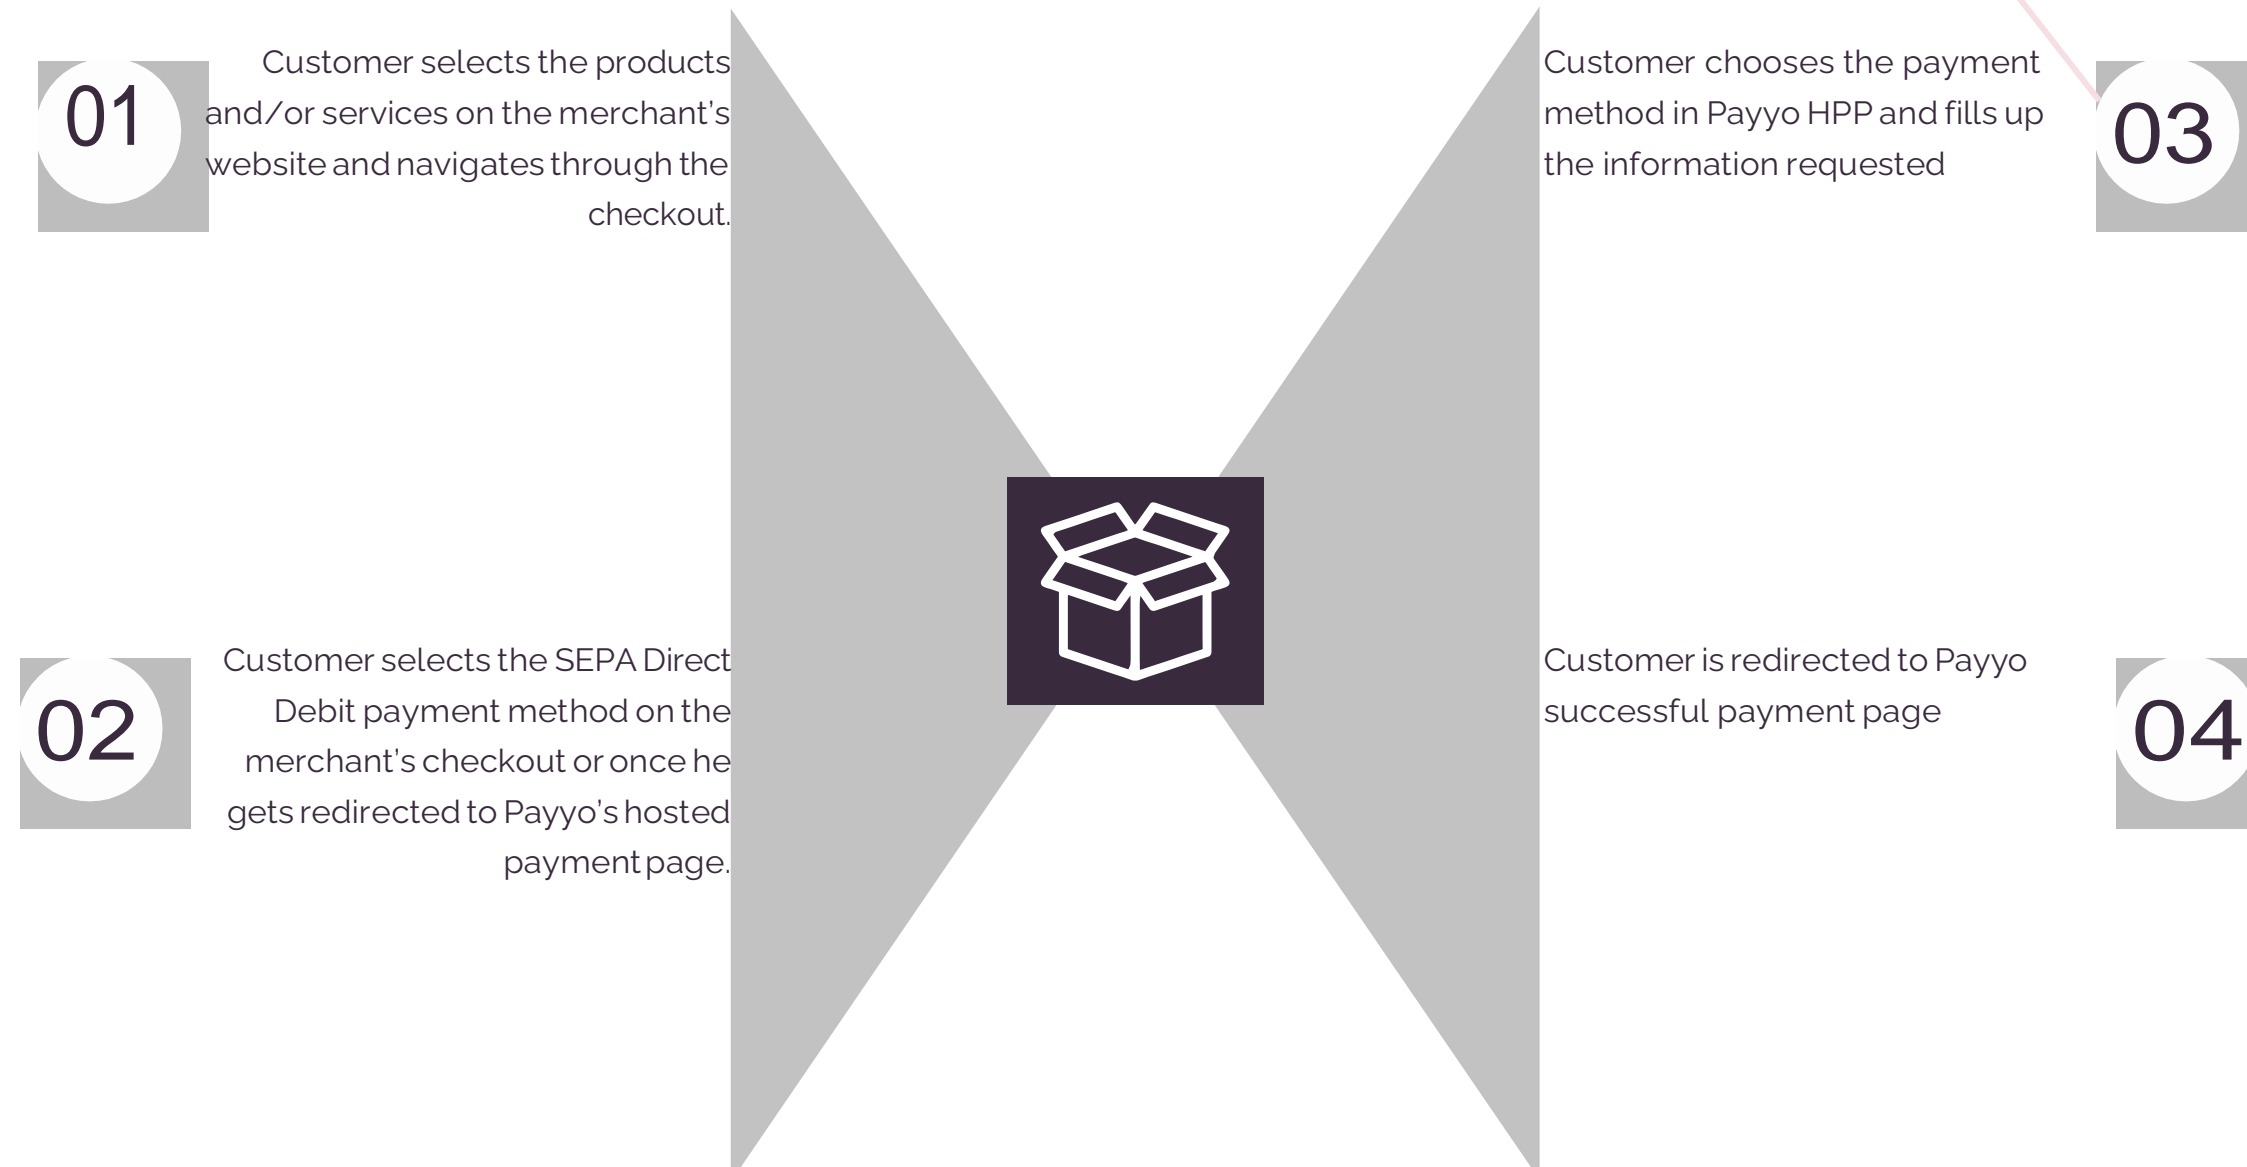 01
Customer selects the products
and/or services on the merchant’s
website and navigates through the
checkout.
02
Customer selects the SEPA Direct
Debit payment method on the
merchant’s checkout or once he
gets redirected to Payyo’s hosted
payment page.
03
Customer chooses the payment
method in Payyo HPP and fills up
the information requested
04
Customer is redirected to Payyo
successful payment page